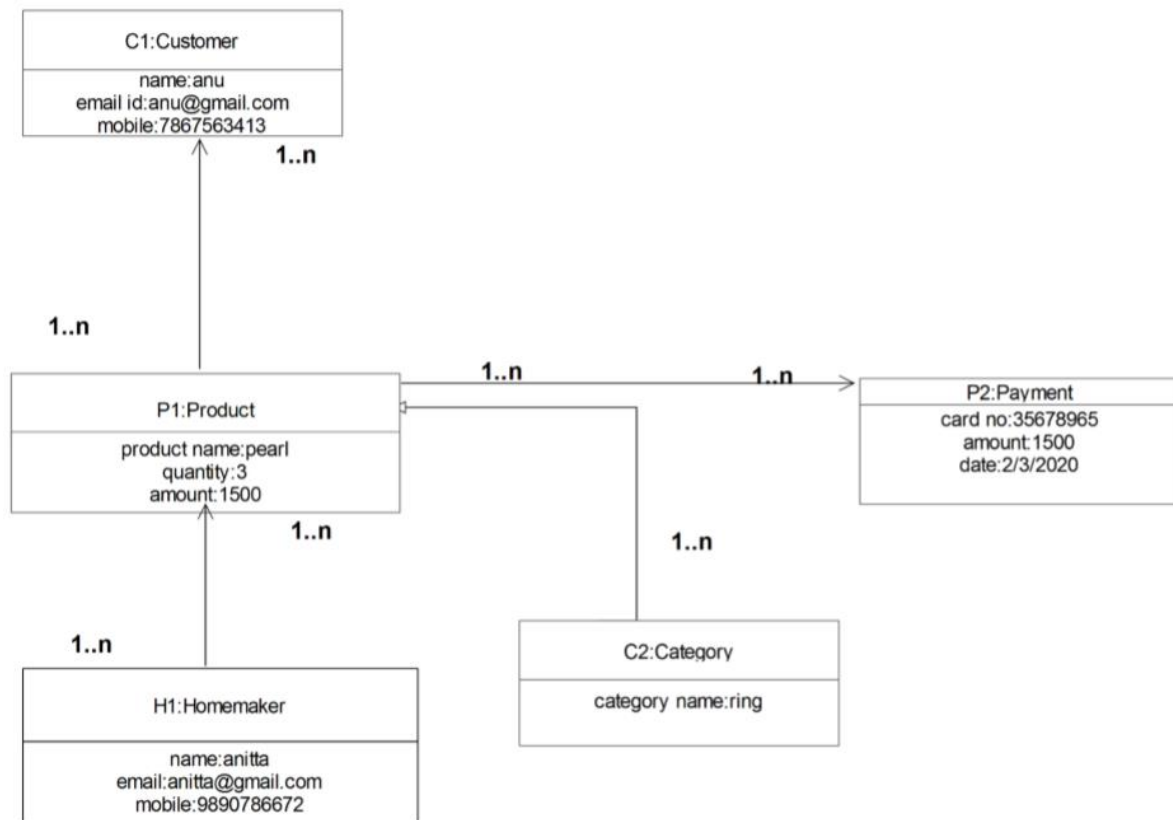 C1:Customer
name:anu
email id:anu@gmail.com
mobile:7867563413
1..n
1..n
P1:Product
product name:pearl
quantity:3
amount:1500
1..n
1..n
P2:Payment
card no:35678965
amount:1500
date:2/3/2020
1..n
1..n
1..n
C2:Category
category name:ring
H1:Homemaker
name:anitta
email:anitta@gmail.com
mobile:9890786672